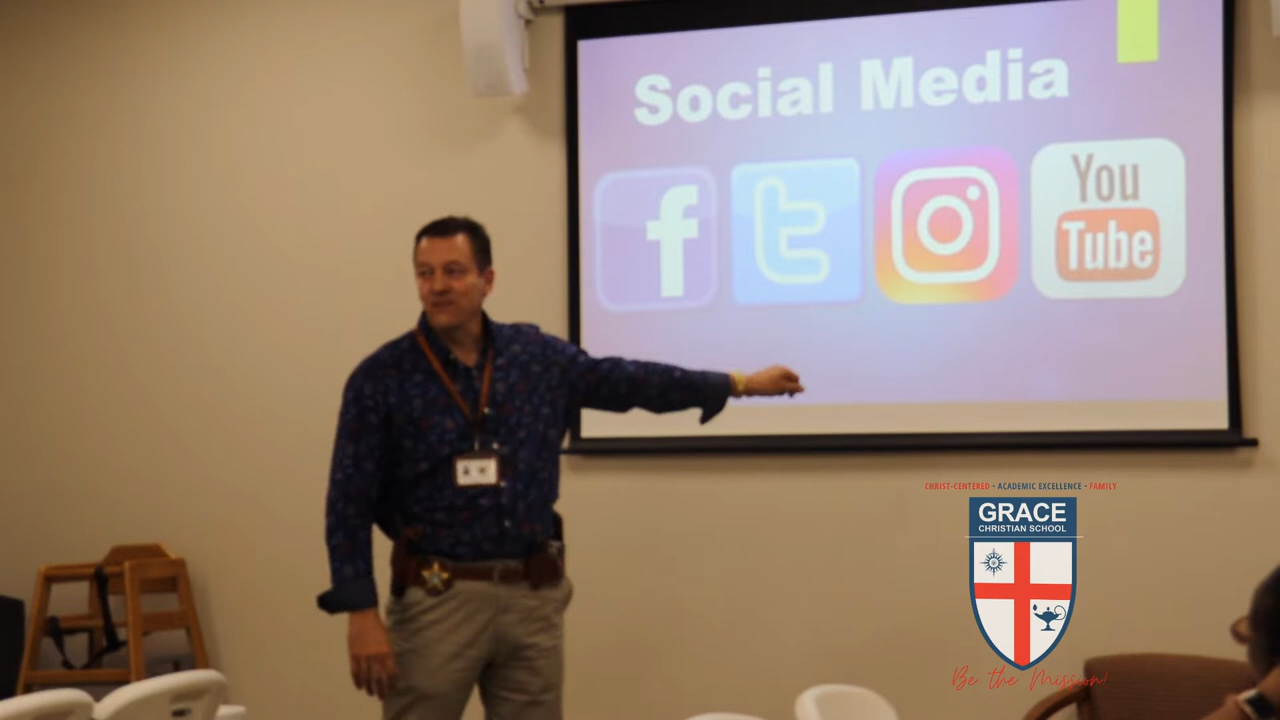 Social Media
f
t
You
Tube
CHRIST-CENTERED • ACADEMIC EXCELLENCE • FAMILY
GRACE
CHRISTIAN SCHOOL
Be the Mission!